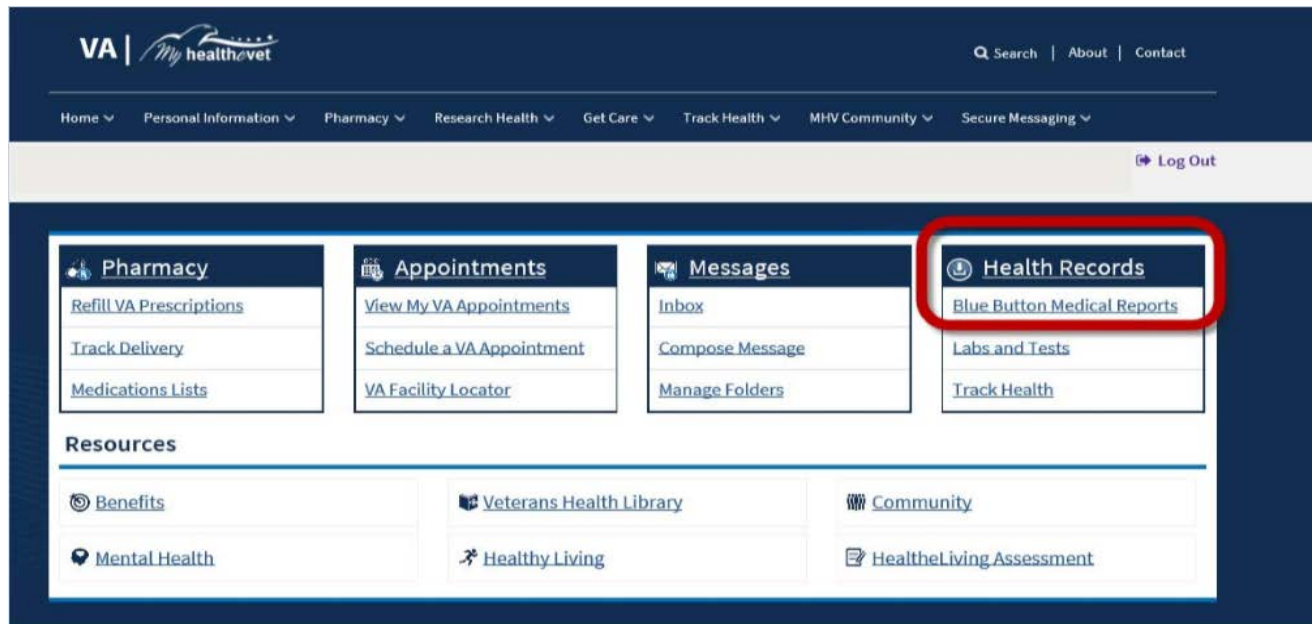 VA | My healthevet
Search | About | Contact
Home Personal Information Pharmacy Research Health Get Care Track Health MHV Community Secure Messaging
Log Out
Pharmacy
Refill VA Prescriptions
Track Delivery
Medications Lists
Appointments
View My VA Appointments
Schedule a VA Appointment
VA Facility Locator
Messages
Inbox
Compose Message
Manage Folders
Health Records
Blue Button Medical Reports
Labs and Tests
Track Health
Resources
Benefits
Veterans Health Library
Community
Mental Health
Healthy Living
HealtheLiving Assessment